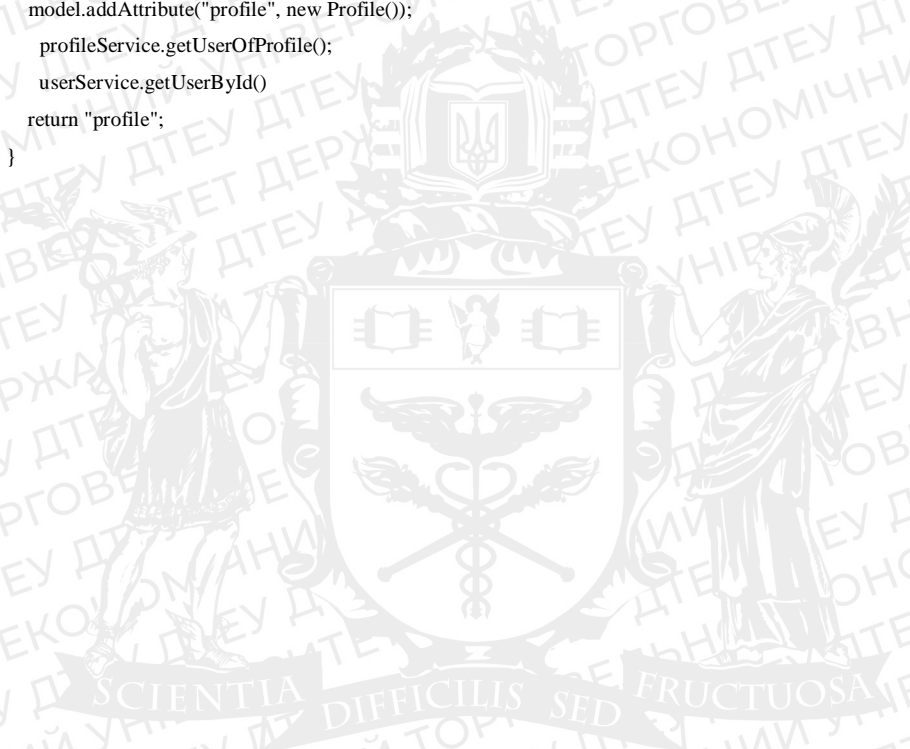 model.addAttribute("profile", new Profile());
profileService.getUserOfProfile();
userService.getUserById()
return "profile";
}
SCIENTIA DIFFICILIS SED FRUCTUOSA